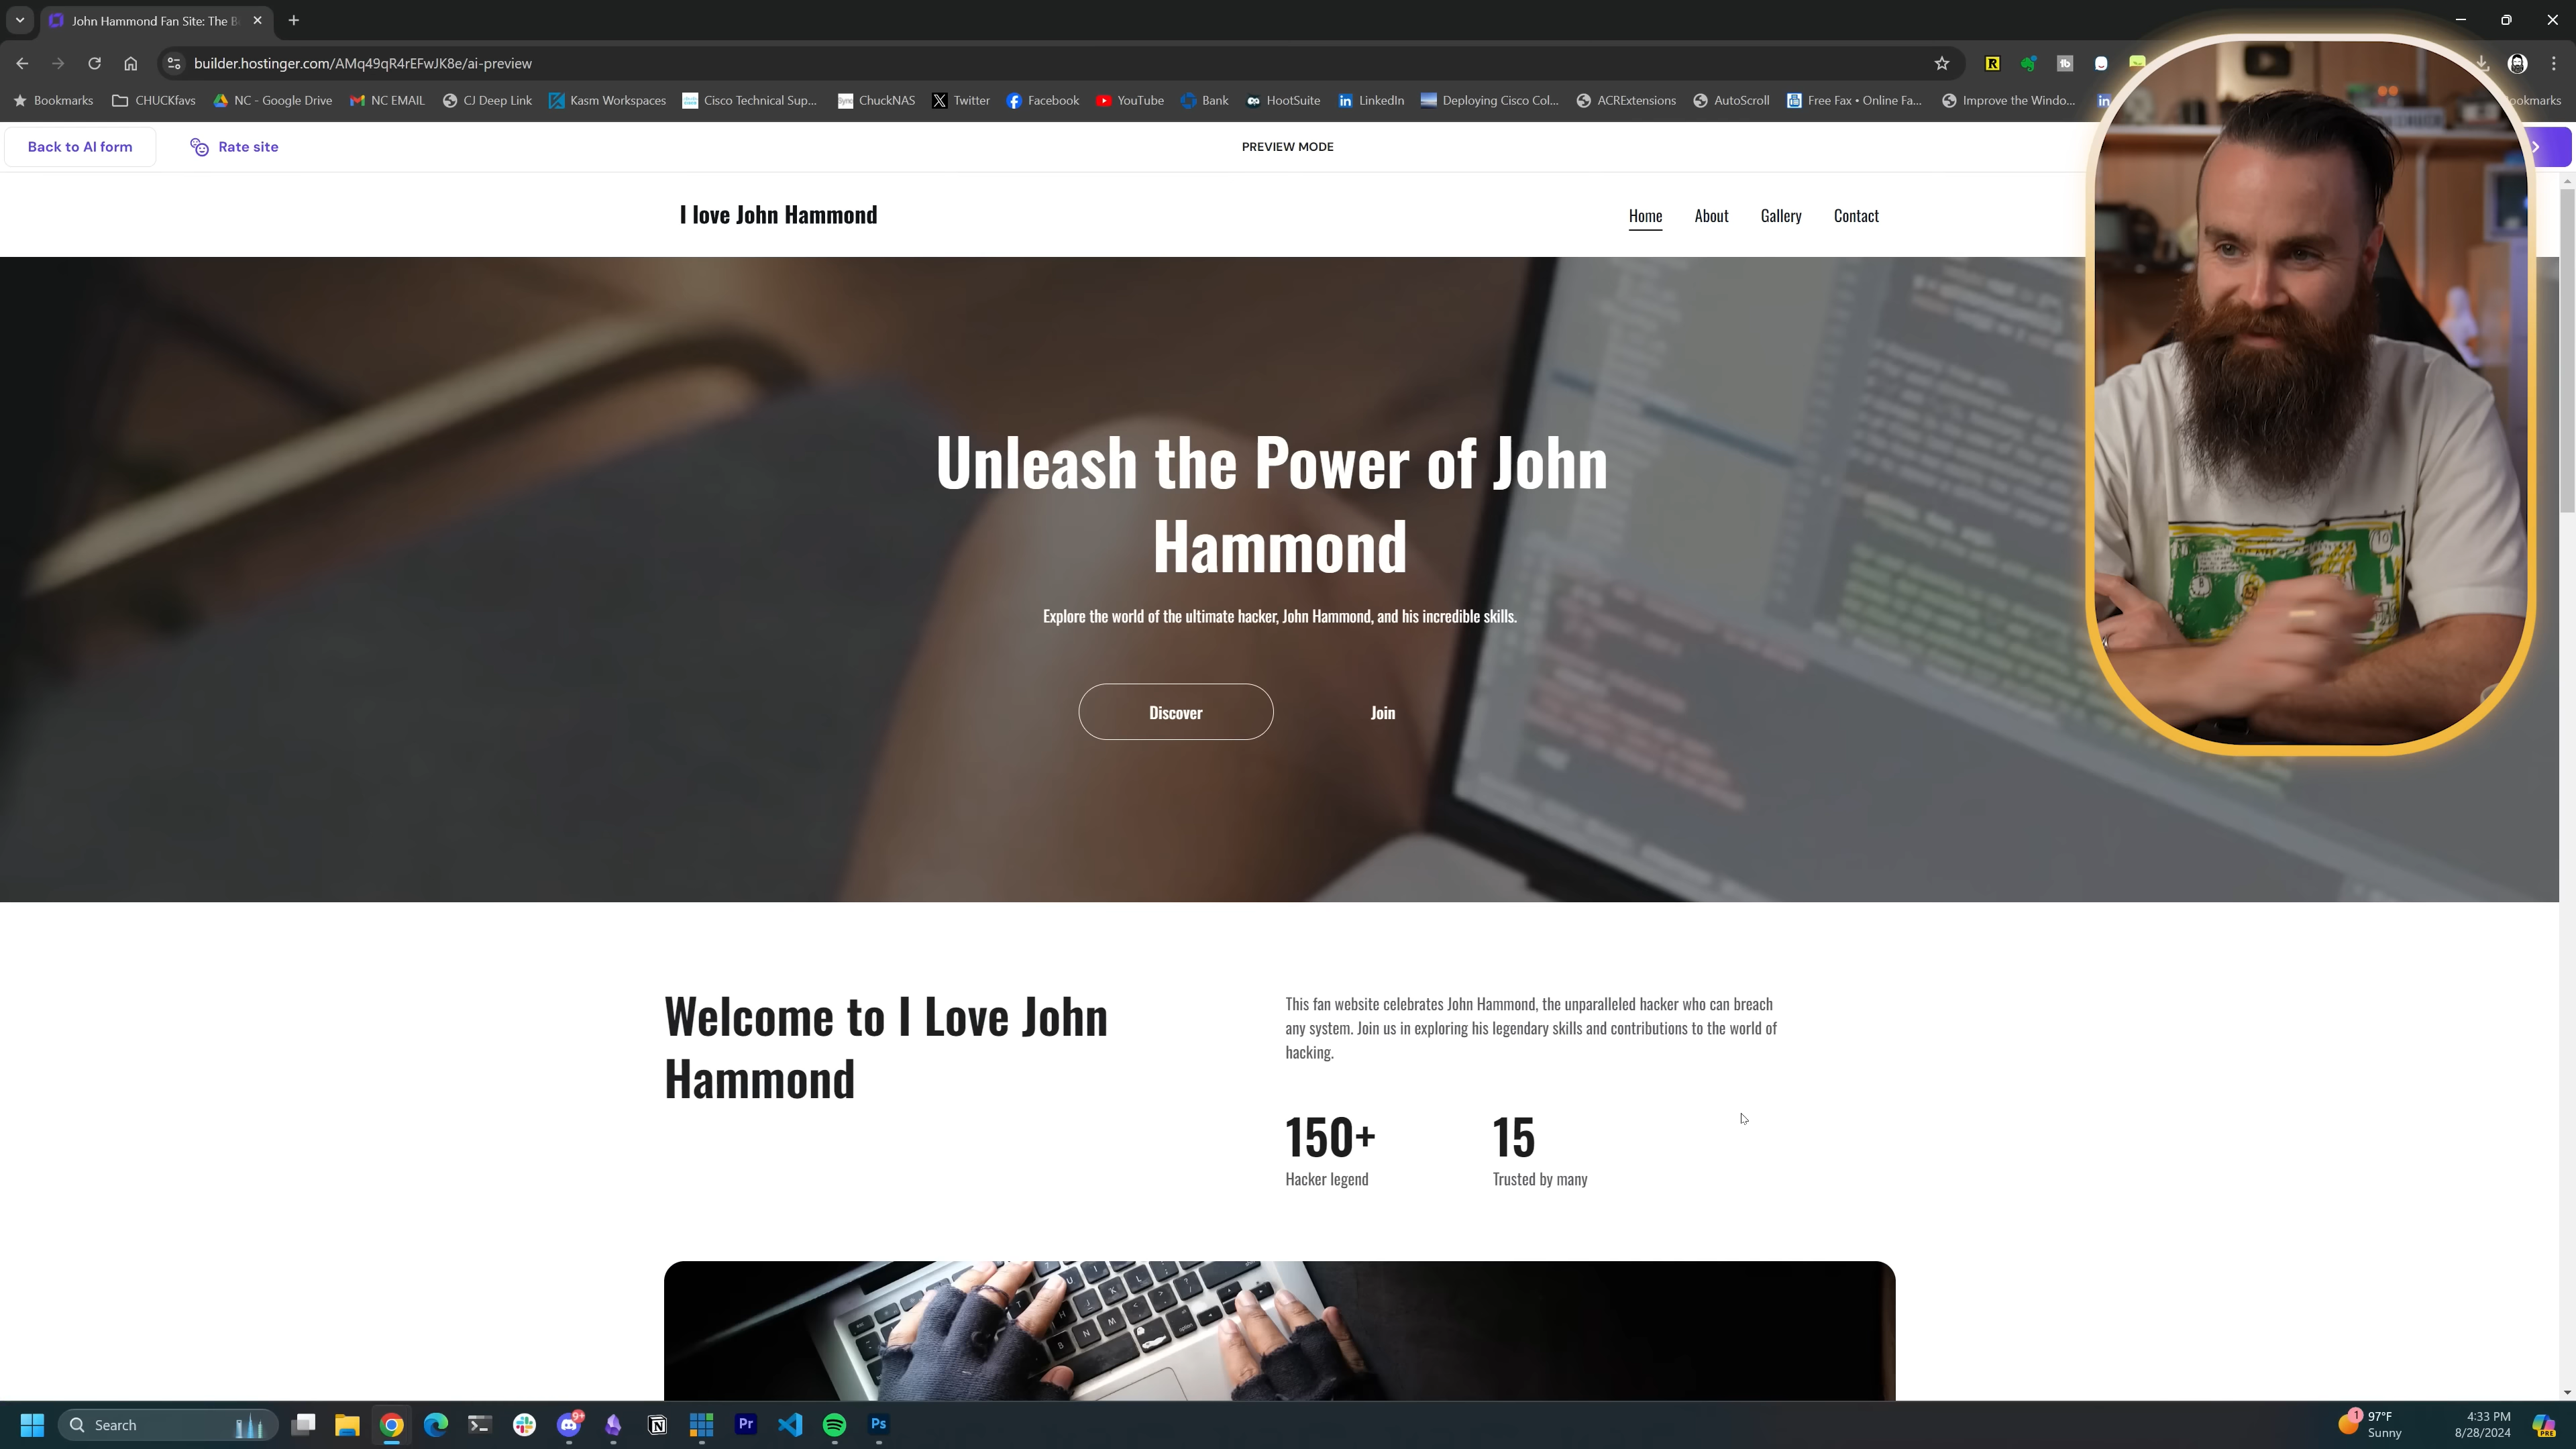 John Hammond Fan Site: The B
builder.hostinger.com/AMq49qR4rEFwJK8e/ai-preview
Bookmarks
CHUCKfavs
NC - Google Drive
NC EMAIL
CJ Deep Link
Kasm Workspaces
Cisco Technical Sup...
ChuckNAS
Twitter
Facebook
YouTube
Bank
HootSuite
LinkedIn
Deploying Cisco Col...
ACRExtensions
AutoScroll
Free Fax • Online Fa...
Improve the Windo...
ookmarks
Back to AI form
Rate site
PREVIEW MODE
I love John Hammond
Home
About
Gallery
Contact
Unleash the Power of John
Hammond
Explore the world of the ultimate hacker, John Hammond, and his incredible skills.
Discover
Join
Welcome to I Love John
Hammond
This fan website celebrates John Hammond, the unparalleled hacker who can breach
any system. Join us in exploring his legendary skills and contributions to the world of
hacking.
150+
Hacker legend
15
Trusted by many
Search
97°F
Sunny
4:33 PM
8/28/2024